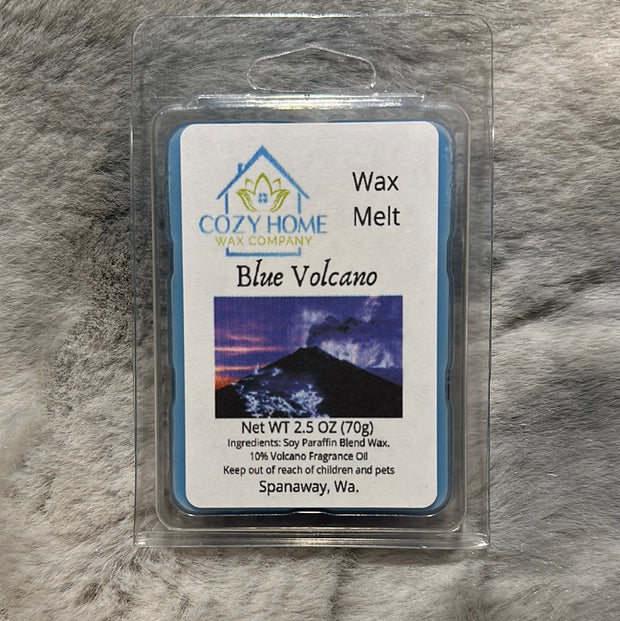 COZY HOME
WAX COMPANY
Wax
Melt
Blue Volcano
Net WT 2.5 OZ (70g)
Ingredients: Soy Paraffin Blend Wax.
10% Volcano Fragrance Oil
Keep out of reach of children and pets
Spanaway, Wa.